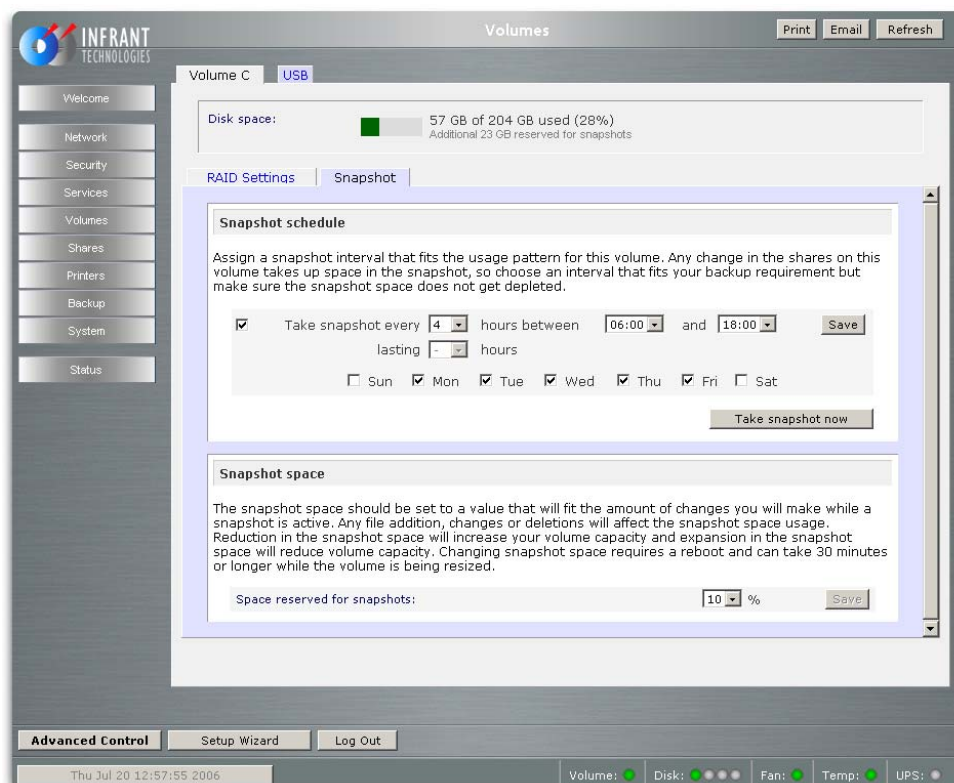 INFRANT
TECHNOLOGIES
Volumes
Print Email Refresh
Volume C USB
Welcome
Network
Security
Services
Volumes
Shares
Printers
Backup
System
Status
Disk space:
57 GB of 204 GB used (28%)
Additional 23 GB reserved for snapshots
RAID Settings Snapshot
Snapshot schedule
Assign a snapshot interval that fits the usage pattern for this volume. Any change in the shares on this
volume takes up space in the snapshot, so choose an interval that fits your backup requirement but
make sure the snapshot space does not get depleted.
Take snapshot every 4 hours between 06:00 and 18:00 Save
lasting - hours
Sun Mon Tue Wed Thu Fri Sat
Take snapshot now
Snapshot space
The snapshot space should be set to a value that will fit the amount of changes you will make while a
snapshot is active. Any file addition, changes or deletions will affect the snapshot space usage.
Reduction in the snapshot space will increase your volume capacity and expansion in the snapshot
space will reduce volume capacity. Changing snapshot space requires a reboot and can take 30 minutes
or longer while the volume is being resized.
Space reserved for snapshots: 10 % Save
Advanced Control Setup Wizard Log Out
Thu Jul 20 12:57:55 2006
Volume: Disk: Fan: Temp: UPS: